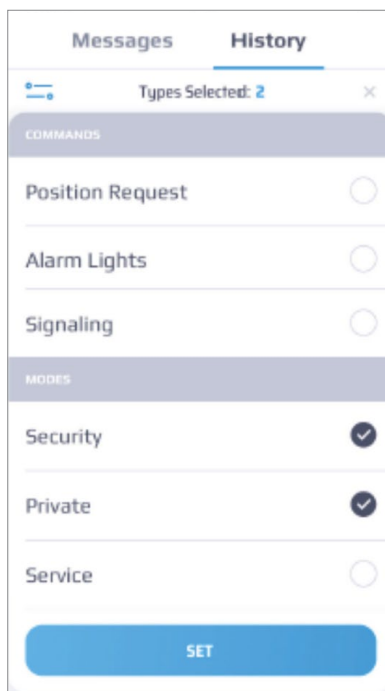 Messages History
Types Selected: 2
COMMANDS
Position Request
Alarm Lights
Signaling
MODES
Security
Private
Service
SET